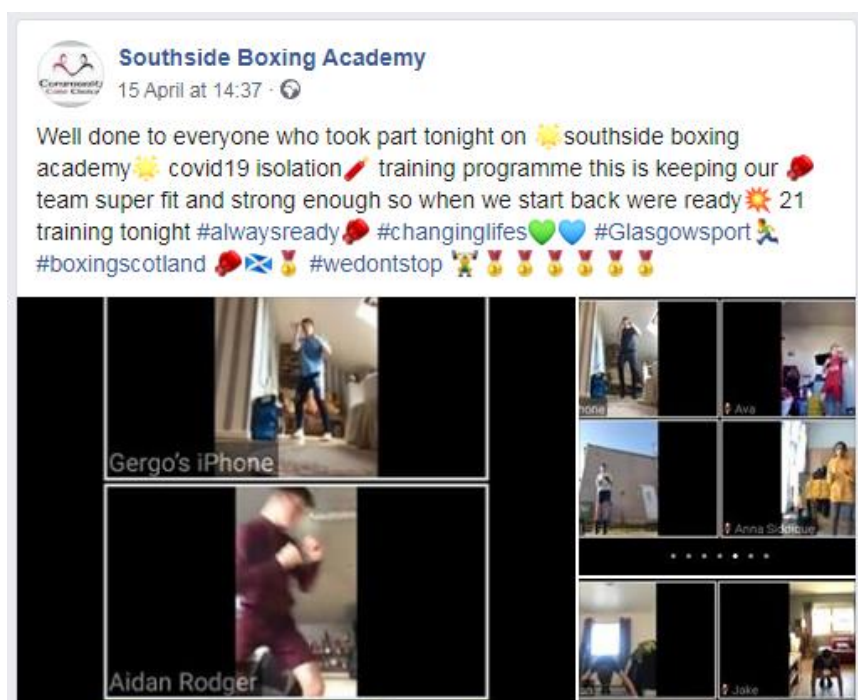 Southside Boxing Academy
15 April at 14:37
Well done to everyone who took part tonight on 🌟southside boxing
academy🌟 covid19 isolation🧨 training programme this is keeping our 🥊
team super fit and strong enough so when we start back were ready💥 21
training tonight #alwaysready🥊 #changinglifes💚💙 #Glasgowsport🏃
#boxingscotland 🥊🏴󠁧󠁢󠁳󠁣󠁴󠁿🏅 #wedontstop 🏋🏅🏅🏅🏅🏅🏅
Community
Gergo's iPhone
Aidan Rodger
Ava
Anna Siddique
Jake